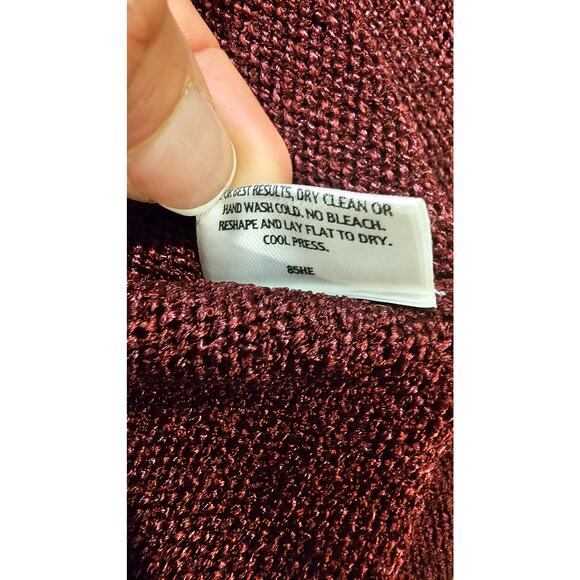 FOR BEST RESULTS, DRY CLEAN OR
HAND WASH COLD. NO BLEACH.
RESHAPE AND LAY FLAT TO DRY.
COOL PRESS.
85HE